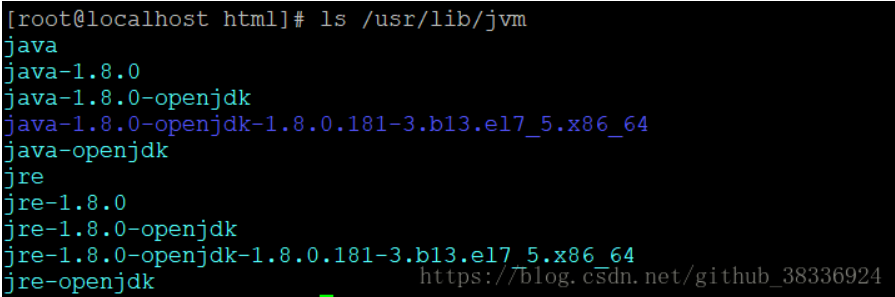 [root@localhost html]# ls /usr/lib/jvm
java
java-1.8.0
java-1.8.0-openjdk
java-1.8.0-openjdk-1.8.0.181-3.b13.el7_5.x86_64
java-openjdk
jre
jre-1.8.0
jre-1.8.0-openjdk
jre-1.8.0-openjdk-1.8.0.181-3.b13.el7_5.x86_64
jre-openjdk
https://blog.csdn.net/github_38336924